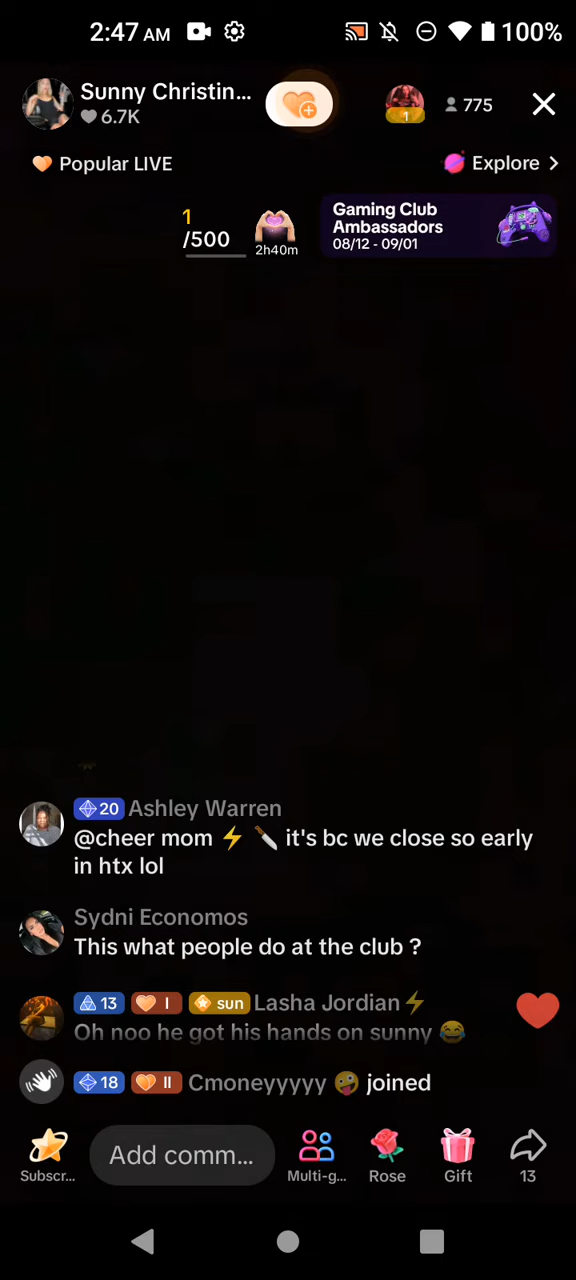 2:47 AM 100%
Sunny Christin...
6.7K
1
775
Popular LIVE
Explore
1
/500
2h40m
Gaming Club
Ambassadors
08/12 - 09/01
20 Ashley Warren
@cheer mom ⚡ 🔪 it's bc we close so early
in htx lol
Sydni Economos
This what people do at the club ?
13 I sun Lasha Jordian⚡
Oh noo he got his hands on sunny 😂
18 II Cmoneyyyyy 🤪 joined
Subscr...
Add comm...
Multi-g...
Rose
Gift
13